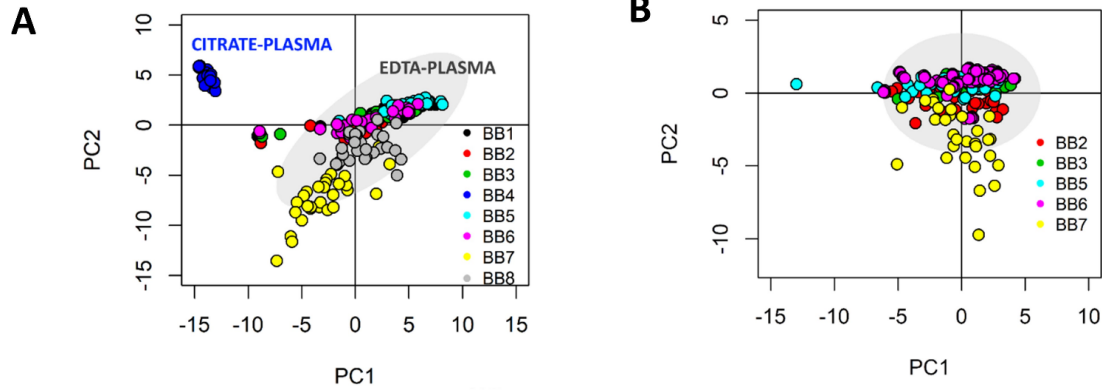 A
CITRATE-PLASMA
EDTA-PLASMA
10
5
0
-5
-10
-15
PC2
BB1
BB2
BB3
BB4
BB5
BB6
BB7
BB8
-15 -10 -5 0 5 10 15
PC1
B
5
0
-5
-10
PC2
BB2
BB3
BB5
BB6
BB7
-15 -10 -5 0 5 10
PC1